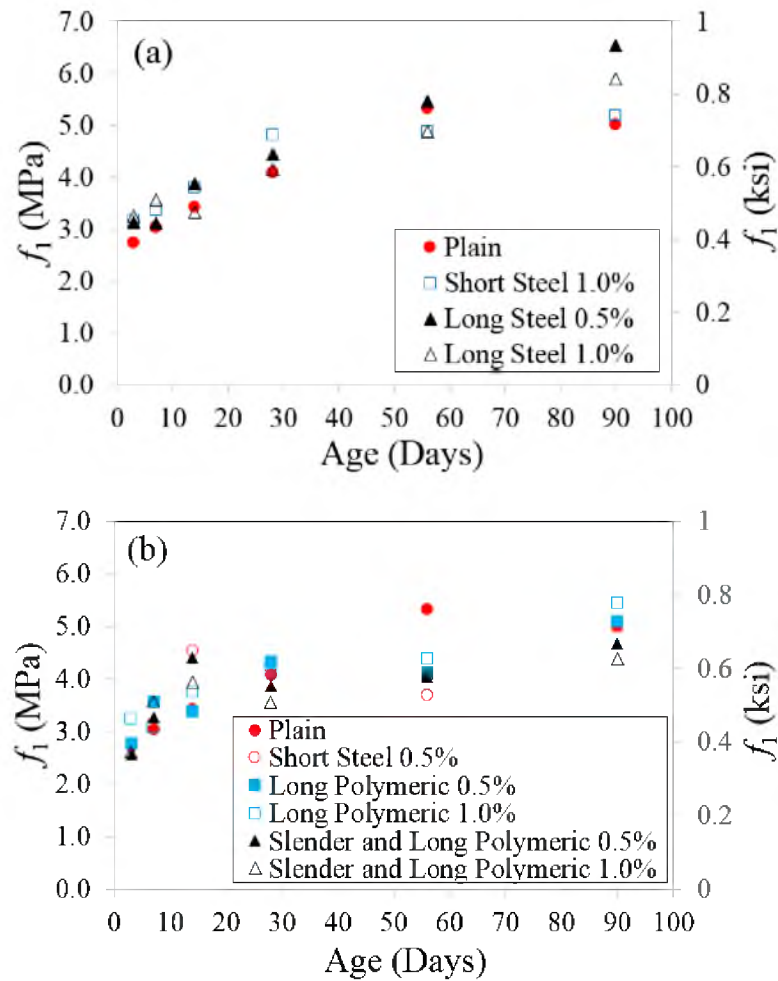 (a)
f1 (MPa)
7.0
6.0
5.0
4.0
3.0
2.0
1.0
0.0
1
0.8
0.6
0.4
0.2
0
f1 (ksi)
Plain
Short Steel 1.0%
Long Steel 0.5%
Long Steel 1.0%
0 10 20 30 40 50 60 70 80 90 100
Age (Days)
(b)
f1 (MPa)
7.0
6.0
5.0
4.0
3.0
2.0
1.0
0.0
1
0.8
0.6
0.4
0.2
0
f1 (ksi)
Plain
Short Steel 0.5%
Long Polymeric 0.5%
Long Polymeric 1.0%
Slender and Long Polymeric 0.5%
Slender and Long Polymeric 1.0%
0 10 20 30 40 50 60 70 80 90 100
Age (Days)